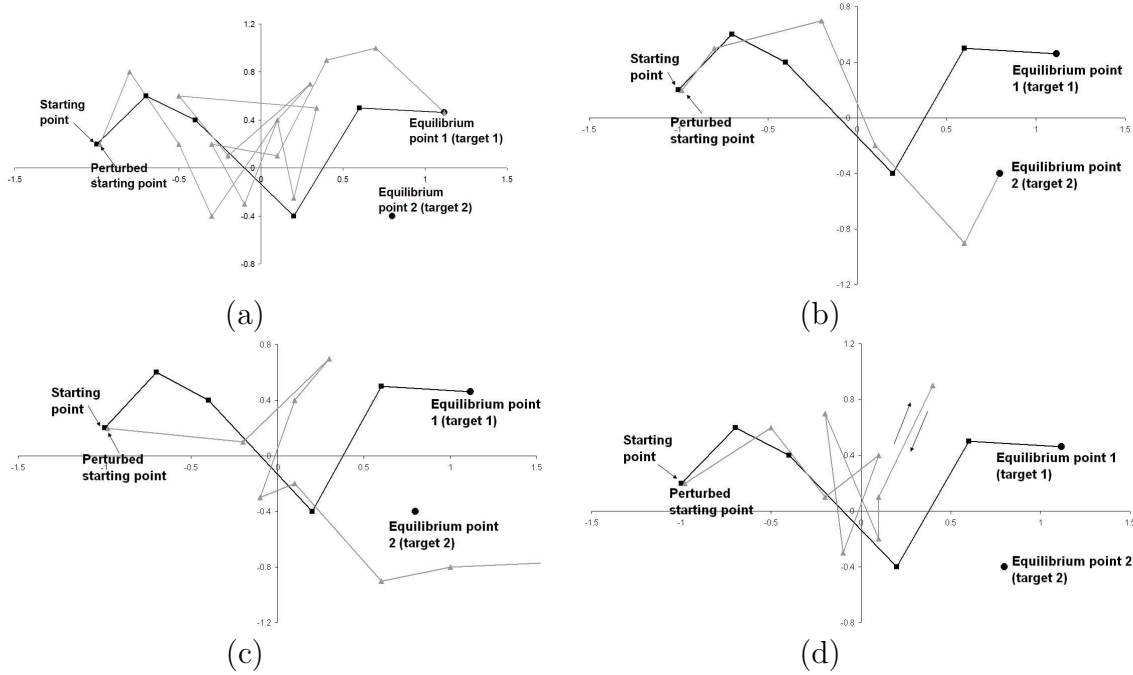 1.2
0.8
0.4
0
-0.4
-0.8
-1.5
-1
-0.5
0.5
1
1.5
Starting
point
Perturbed
starting point
Equilibrium
point 1 (target 1)
Equilibrium
point 2 (target 2)
(a)
0.8
0.4
0
-0.4
-0.8
-1.2
-1.5
-1
-0.5
0.5
1
1.5
Starting
point
Perturbed
starting point
Equilibrium point
1 (target 1)
Equilibrium point
2 (target 2)
(b)
0.8
0.4
0
-0.4
-0.8
-1.2
-1.5
-1
-0.5
0.5
1
1.5
Starting
point
Perturbed
starting point
Equilibrium point
1 (target 1)
Equilibrium point
2 (target 2)
(c)
1.2
0.8
0.4
0
-0.4
-0.8
-1.5
-1
-0.5
0.5
1
1.5
Starting
point
Perturbed
starting point
Equilibrium point 1
(target 1)
Equilibrium point 2
(target 2)
(d)